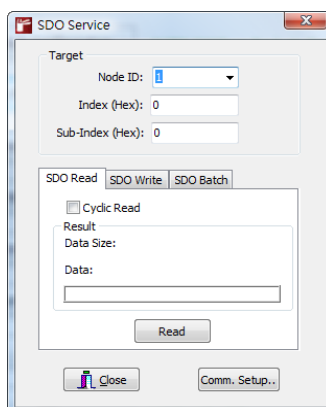 SDO Service
Target
Node ID: 1
Index (Hex): 0
Sub-Index (Hex): 0
SDO Read SDO Write SDO Batch
Cyclic Read
Result
Data Size:
Data:
Read
Close Comm. Setup..